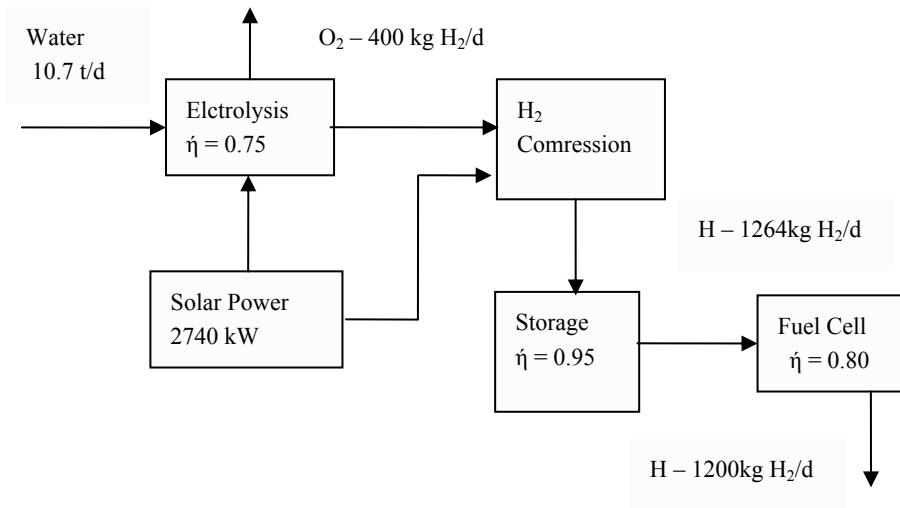 Water
10.7 t/d
O₂ – 400 kg H₂/d
Elctrolysis
ή = 0.75
H₂
Comression
H – 1264kg H₂/d
Solar Power
2740 kW
Storage
ή = 0.95
Fuel Cell
ή = 0.80
H – 1200kg H₂/d